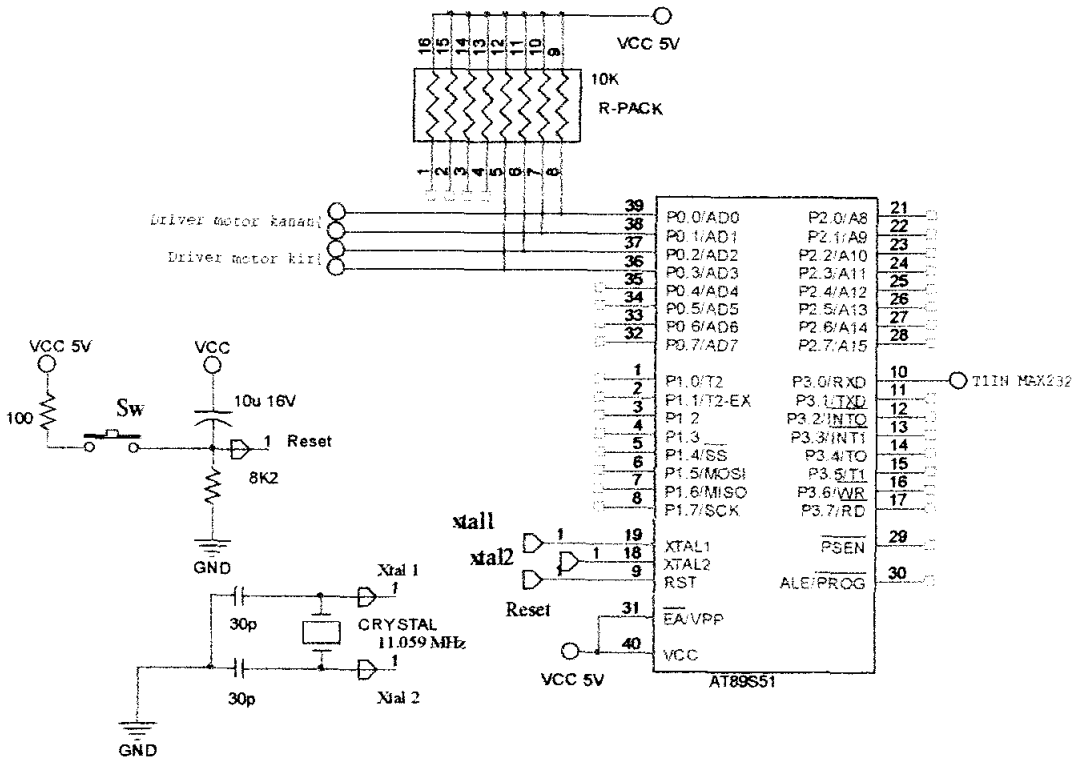 VCC 5V
16 15 14 13 12 11 10 9
10K
R-PACK
1 2 3 4 5 6 7 8
Driver motor kanan
Driver motor kiri
39 P0.0/AD0
38 P0.1/AD1
37 P0.2/AD2
36 P0.3/AD3
35 P0.4/AD4
34 P0.5/AD5
33 P0.6/AD6
32 P0.7/AD7
1 P1.0/T2
2 P1.1/T2-EX
3 P1.2
4 P1.3
5 P1.4/SS
6 P1.5/MOSI
7 P1.6/MISO
8 P1.7/SCK
19 XTAL1
18 XTAL2
9 RST
31 EA/VPP
40 VCC
P2.0/A8 21
P2.1/A9 22
P2.2/A10 23
P2.3/A11 24
P2.4/A12 25
P2.5/A13 26
P2.6/A14 27
P2.7/A15 28
P3.0/RXD 10
P3.1/TXD 11
P3.2/INTO 12
P3.3/INT1 13
P3.4/TO 14
P3.5/T1 15
P3.6/WR 16
P3.7/RD 17
PSEN 29
ALE/PROG 30
T1IN MAX232
AT89S51
xtal1 1
xtal2 1
1
Reset
VCC 5V
VCC 5V
VCC
100
Sw
10u 16V
1 Reset
8K2
GND
Xtal 1
1
30p
CRYSTAL
11.059 MHz
1
30p
Xtal 2
GND